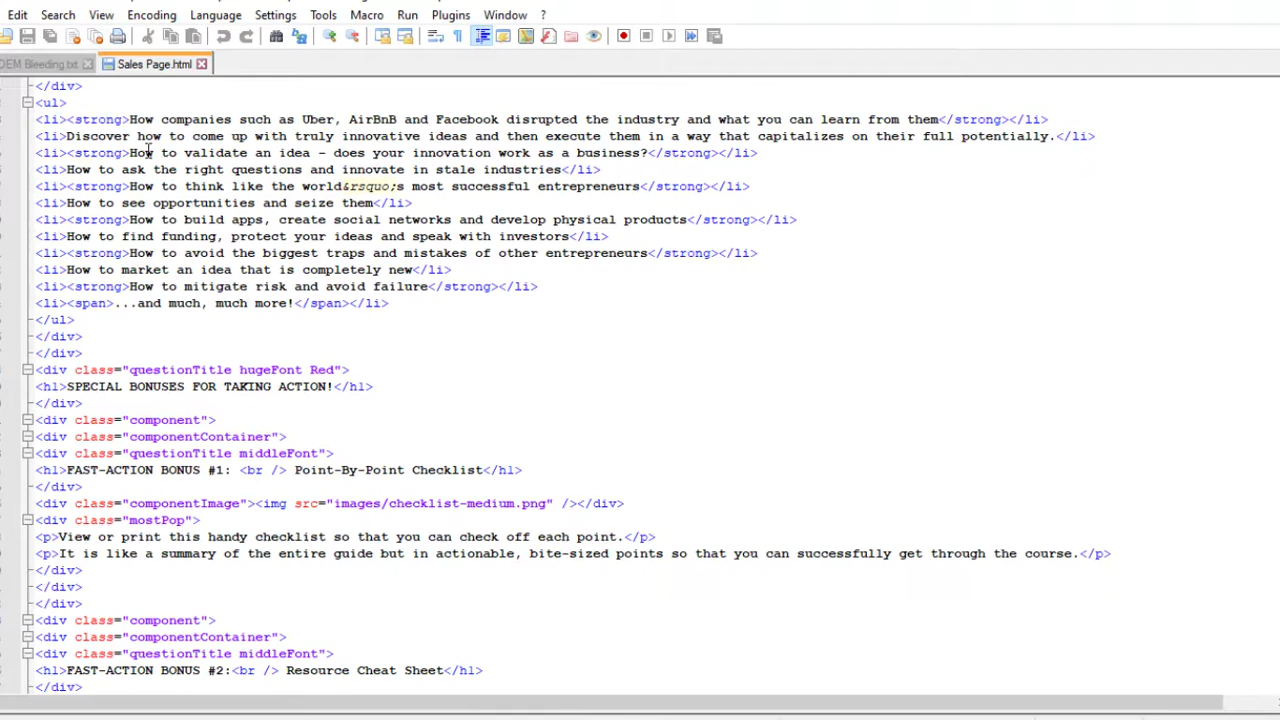 Edit Search View Encoding Language Settings Tools Macro Run Plugins Window ?
DEM Bleeding.txt Sales Page.html
</div>
<ul>
<li><strong>How companies such as Uber, AirBnB and Facebook disrupted the industry and what you can learn from them</strong></li>
<li>Discover how to come up with truly innovative ideas and then execute them in a way that capitalizes on their full potentially.</li>
<li><strong>How to validate an idea – does your innovation work as a business?</strong></li>
<li>How to ask the right questions and innovate in stale industries</li>
<li><strong>How to think like the world&rsquo;s most successful entrepreneurs</strong></li>
<li>How to see opportunities and seize them</li>
<li><strong>How to build apps, create social networks and develop physical products</strong></li>
<li>How to find funding, protect your ideas and speak with investors</li>
<li><strong>How to avoid the biggest traps and mistakes of other entrepreneurs</strong></li>
<li>How to market an idea that is completely new</li>
<li><strong>How to mitigate risk and avoid failure</strong></li>
<li><span>...and much, much more!</span></li>
</ul>
</div>
</div>
<div class="questionTitle hugeFont Red">
<h1>SPECIAL BONUSES FOR TAKING ACTION!</h1>
</div>
<div class="component">
<div class="componentContainer">
<div class="questionTitle middleFont">
<h1>FAST-ACTION BONUS #1: <br /> Point-By-Point Checklist</h1>
</div>
<div class="componentImage"><img src="images/checklist-medium.png" /></div>
<div class="mostPop">
<p>View or print this handy checklist so that you can check off each point.</p>
<p>It is like a summary of the entire guide but in actionable, bite-sized points so that you can successfully get through the course.</p>
</div>
</div>
</div>
<div class="component">
<div class="componentContainer">
<div class="questionTitle middleFont">
<h1>FAST-ACTION BONUS #2:<br /> Resource Cheat Sheet</h1>
</div>